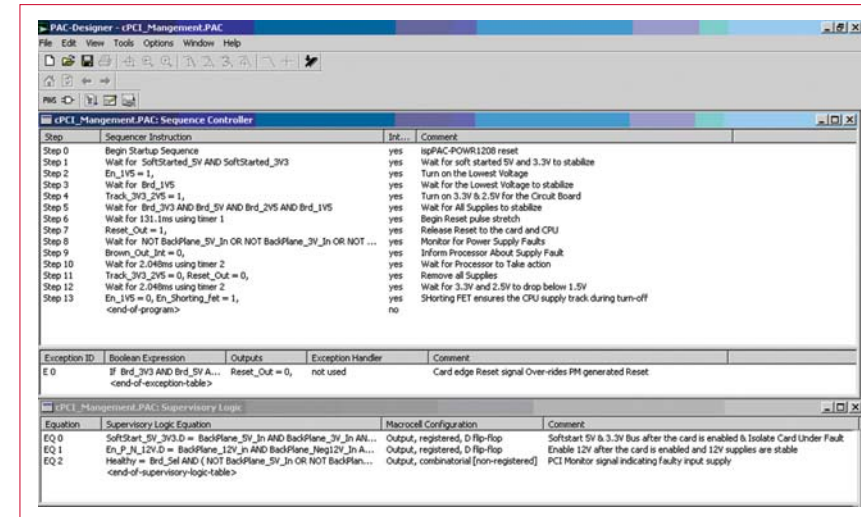 PAC-Designer - cPCI_Mangement.PAC
File Edit View Tools Options Window Help
cPCI_Mangement.PAC: Sequence Controller
Step Sequencer Instruction Int... Comment
Step 0 Begin Startup Sequence yes ispPAC-POWR1208 reset
Step 1 Wait for SoftStarted_5V AND SoftStarted_3V3 yes Wait for soft started 5V and 3.3V to stabilize
Step 2 En_1V5 = 1, yes Turn on the Lowest Voltage
Step 3 Wait for Brd_1V5 yes Wait for the Lowest Voltage to stabilize
Step 4 Track_3V3_2V5 = 1, yes Turn on 3.3V & 2.5V for the Circuit Board
Step 5 Wait for Brd_3V3 AND Brd_5V AND Brd_2V5 AND Brd_1V5 yes Wait for All Supplies to stabilize
Step 6 Wait for 131.1ms using timer 1 yes Begin Reset pulse stretch
Step 7 Reset_Out = 1, yes Release Reset to the card and CPU
Step 8 Wait for NOT BackPlane_5V_In OR NOT BackPlane_3V_In OR NOT ... yes Monitor for Power Supply Faults
Step 9 Brown_Out_Int = 0, yes Inform Processor About Supply Fault
Step 10 Wait for 2.048ms using timer 2 yes Wait for Processor to Take action
Step 11 Track_3V3_2V5 = 0, Reset_Out = 0, yes Remove all Supplies
Step 12 Wait for 2.048ms using timer 2 yes Wait for 3.3V and 2.5V to drop below 1.5V
Step 13 En_1V5 = 0, En_Shorting_fet = 1, yes SHorting FET ensures the CPU supply track during turn-off
<end-of-program> no
Exception ID Boolean Expression Outputs Exception Handler Comment
E 0 If Brd_3V3 AND Brd_5V A... Reset_Out = 0, not used Card edge Reset signal Over-rides PM generated Reset
<end-of-exception-table>
cPCI_Mangement.PAC: Supervisory Logic
Equation Supervisory Logic Equation Macrocell Configuration Comment
EQ 0 SoftStart_5V_3V3.D = BackPlane_5V_In AND BackPlane_3V_In AN... Output, registered, D flip-flop Softstart 5V & 3.3V Bus after the card is enabled & Isolate Card Under Fault
EQ 1 En_P_N_12V.D = BackPlane_12V_in AND BackPlane_Neg12V_In A... Output, registered, D flip-flop Enable 12V after the card is enabled and 12V supplies are stable
EQ 2 Healthy = Brd_Sel AND ( NOT BackPlane_5V_In OR NOT BackPlan... Output, combinatorial [non-registered] PCI Monitor signal indicating faulty input supply
<end-of-supervisory-logic-table>